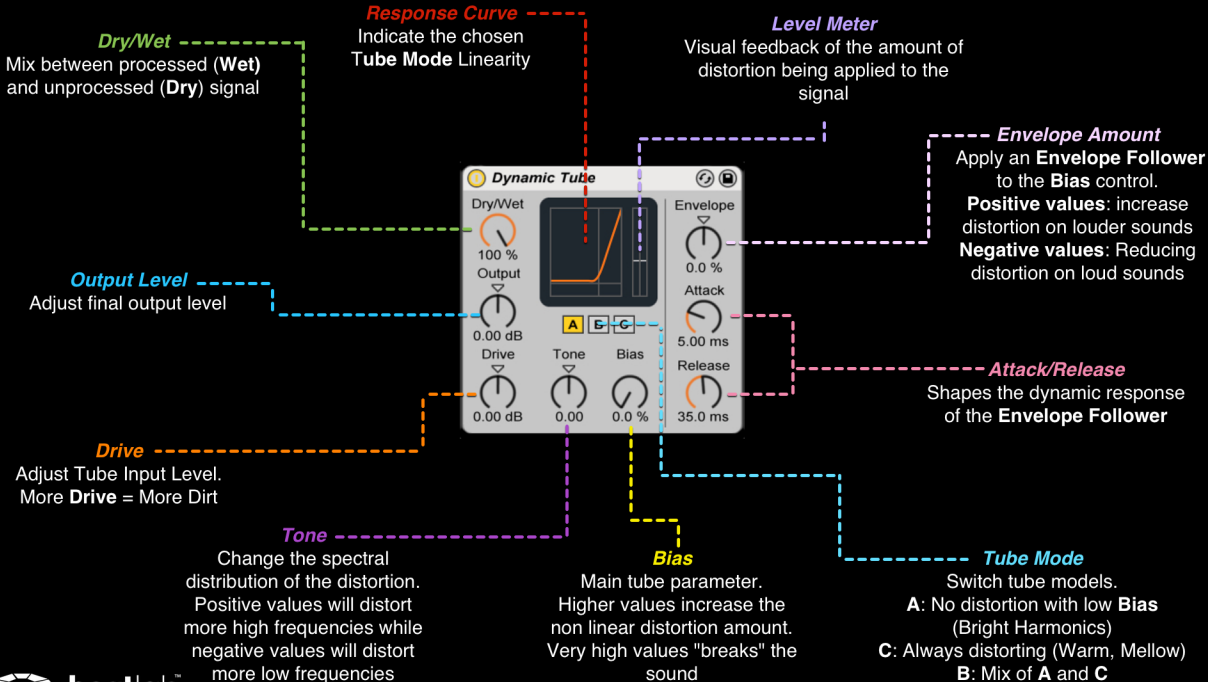 Response Curve
Indicate the chosen
Tube Mode Linearity
Level Meter
Visual feedback of the amount of
distortion being applied to the
signal
Dry/Wet
Mix between processed (Wet)
and unprocessed (Dry) signal
Envelope Amount
Apply an Envelope Follower
to the Bias control.
Positive values: increase
distortion on louder sounds
Negative values: Reducing
distortion on loud sounds
Dynamic Tube
Dry/Wet
100 %
Output
0.00 dB
Drive
0.00 dB
A B C
Tone
0.00
Bias
0.0 %
Envelope
0.0 %
Attack
5.00 ms
Release
35.0 ms
Output Level
Adjust final output level
Attack/Release
Shapes the dynamic response
of the Envelope Follower
Drive
Adjust Tube Input Level.
More Drive = More Dirt
Tone
Change the spectral
distribution of the distortion.
Positive values will distort
more high frequencies while
negative values will distort
more low frequencies
Bias
Main tube parameter.
Higher values increase the
non linear distortion amount.
Very high values "breaks" the
sound
Tube Mode
Switch tube models.
A: No distortion with low Bias
(Bright Harmonics)
C: Always distorting (Warm, Mellow)
B: Mix of A and C